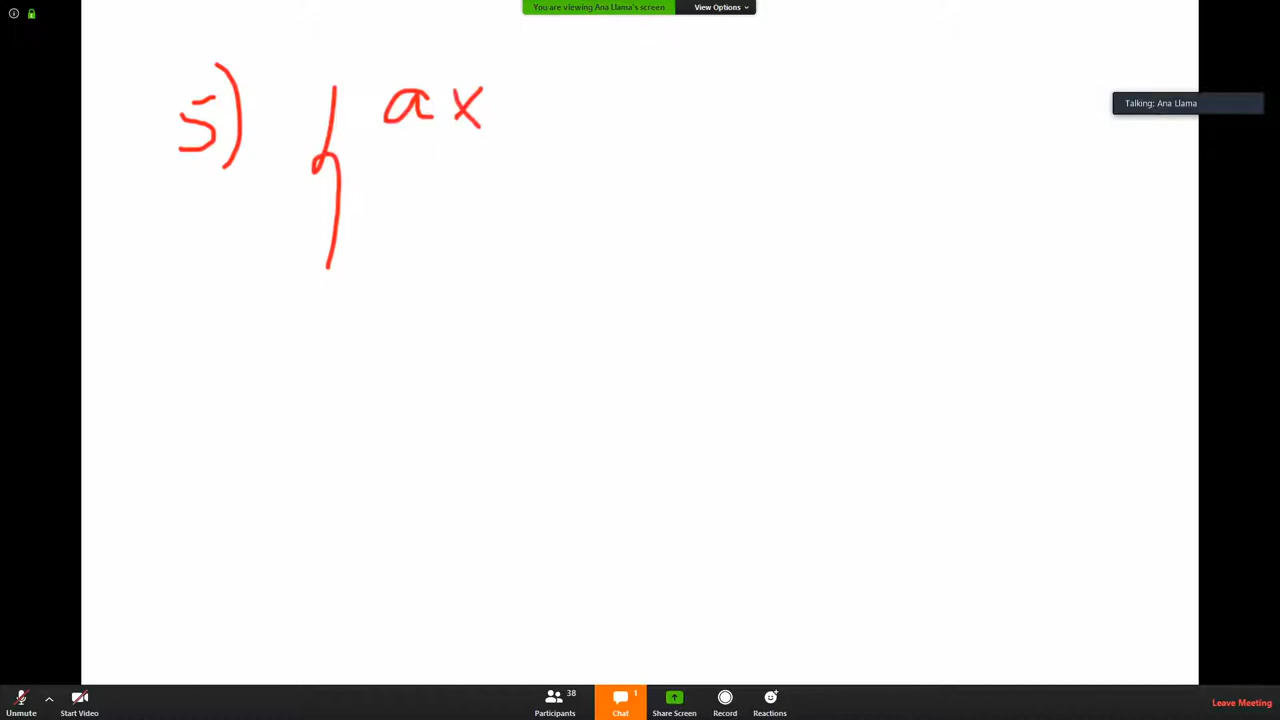 You are viewing Ana Llama's screen View Options
Talking: Ana Llama
5) { ax
Unmute Start Video Participants 38 Chat 1 Share Screen Record Reactions Leave Meeting